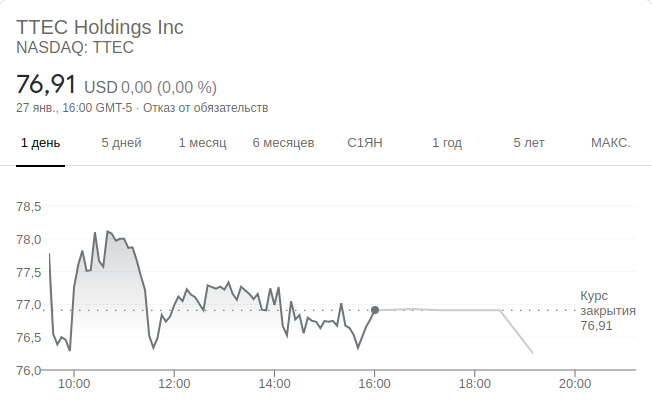 TTEC Holdings Inc
NASDAQ: TTEC
76,91 USD 0,00 (0,00 %)
27 янв., 16:00 GMT-5 · Отказ от обязательств
1 день 5 дней 1 месяц 6 месяцев С1ЯН 1 год 5 лет МАКС.
78,5
78,0
77,5
77,0
76,5
76,0
Курс
закрытия
76,91
10:00 12:00 14:00 16:00 18:00 20:00